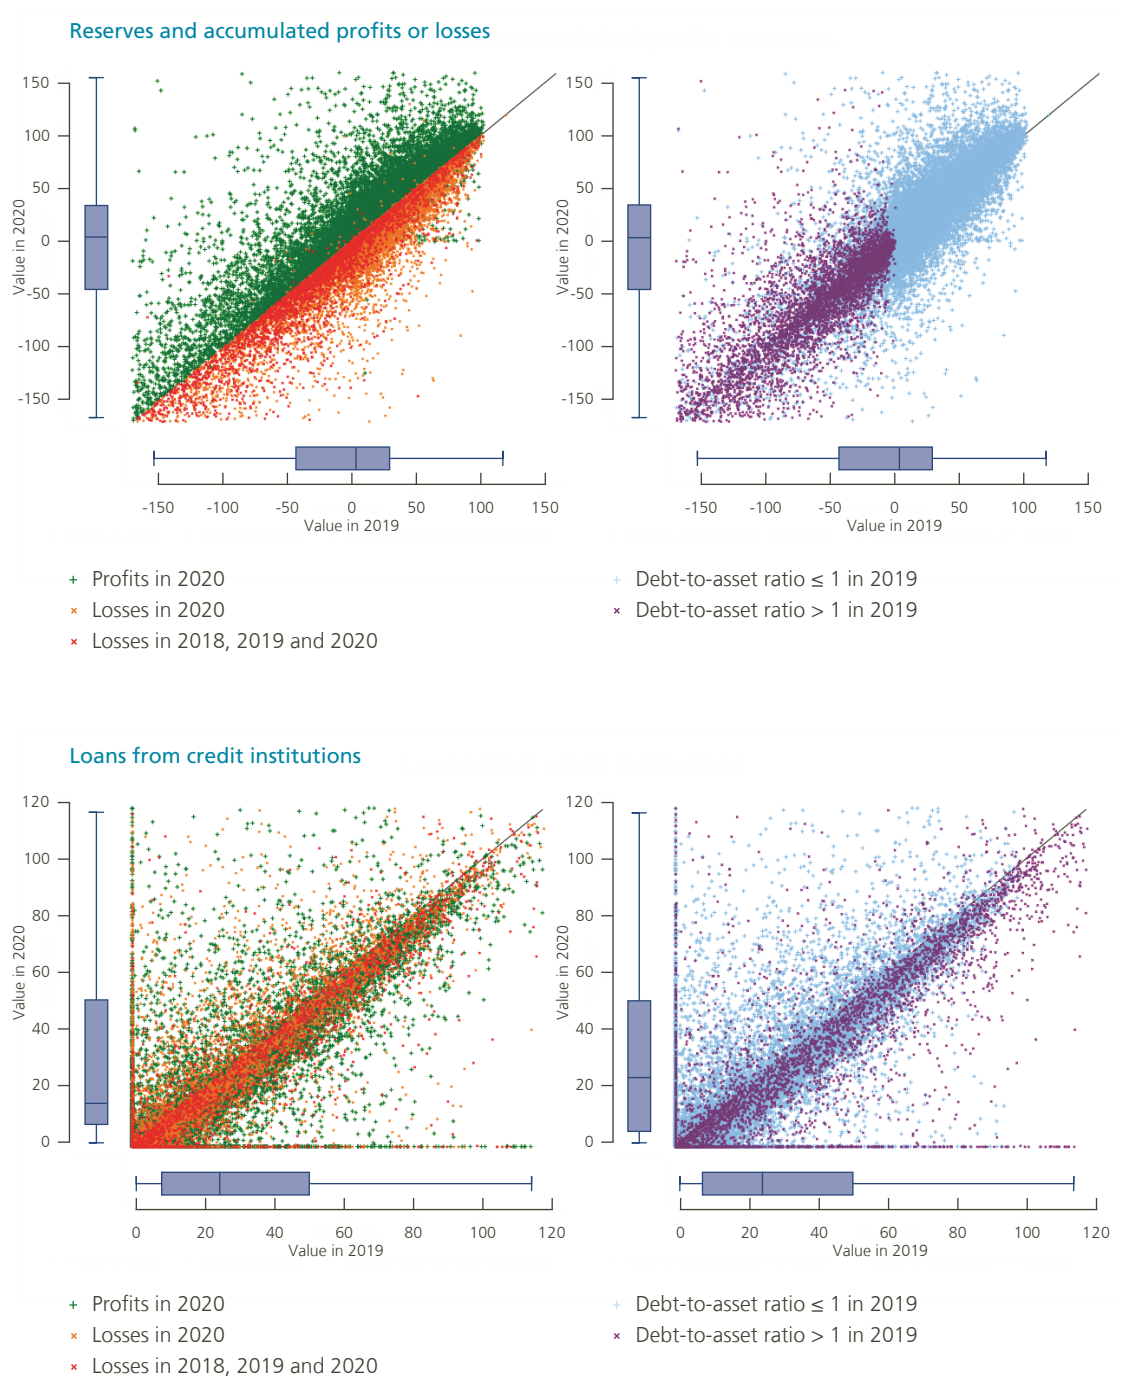 Reserves and accumulated profits or losses
150
100
50
0
-50
-100
-150
Value in 2020
-150
-100
-50
0
50
100
150
Value in 2019
150
100
50
0
-50
-100
-150
Value in 2020
-150
-100
-50
0
50
100
150
Value in 2019
Profits in 2020
Losses in 2020
Losses in 2018, 2019 and 2020
Debt-to-asset ratio ≤ 1 in 2019
Debt-to-asset ratio > 1 in 2019
Loans from credit institutions
120
100
80
60
40
20
0
Value in 2020
0
20
40
60
80
100
120
Value in 2019
120
100
80
60
40
20
0
Value in 2020
0
20
40
60
80
100
120
Value in 2019
Profits in 2020
Losses in 2020
Losses in 2018, 2019 and 2020
Debt-to-asset ratio ≤ 1 in 2019
Debt-to-asset ratio > 1 in 2019